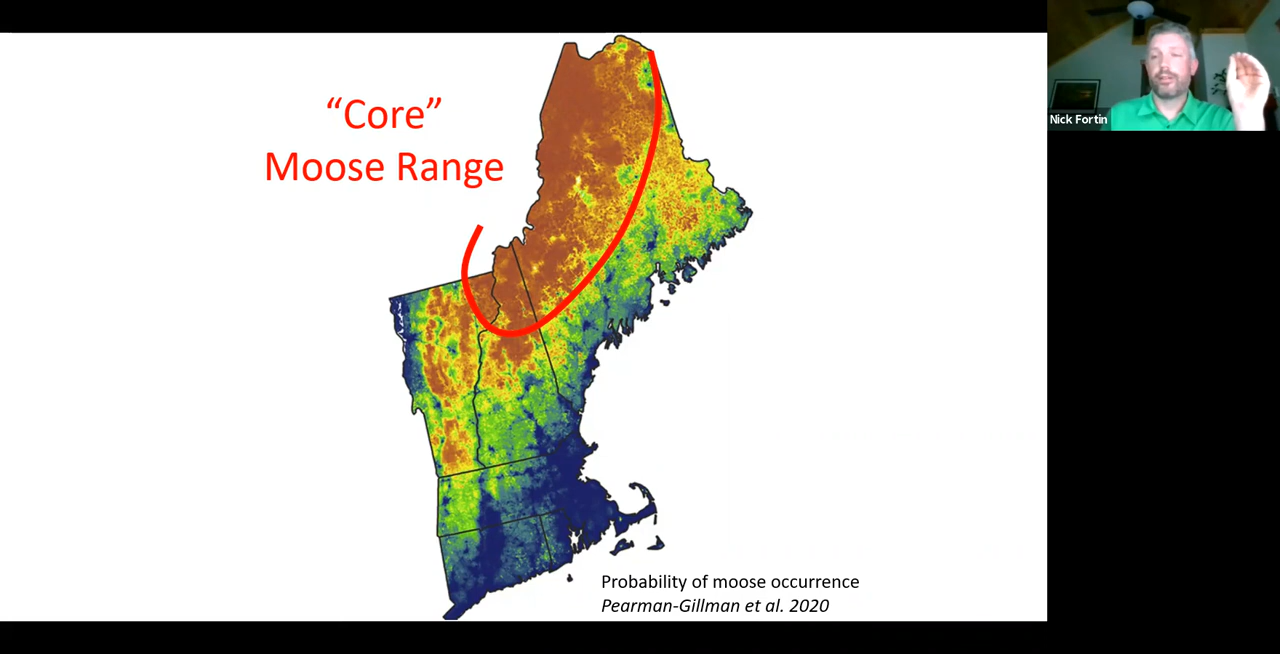 “Core”
Moose Range
Nick Fortin
Probability of moose occurrence
Pearman-Gillman et al. 2020